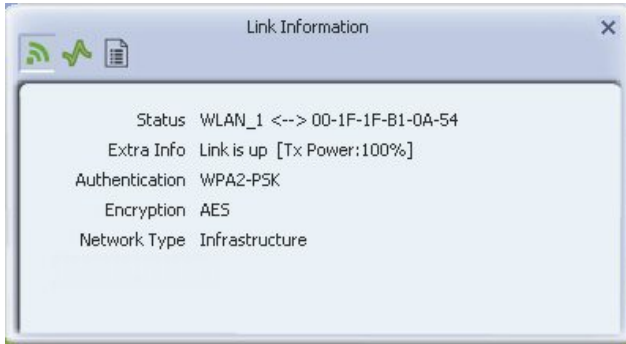 Link Information
Status WLAN_1 <--> 00-1F-1F-B1-0A-54
Extra Info Link is up [Tx Power:100%]
Authentication WPA2-PSK
Encryption AES
Network Type Infrastructure